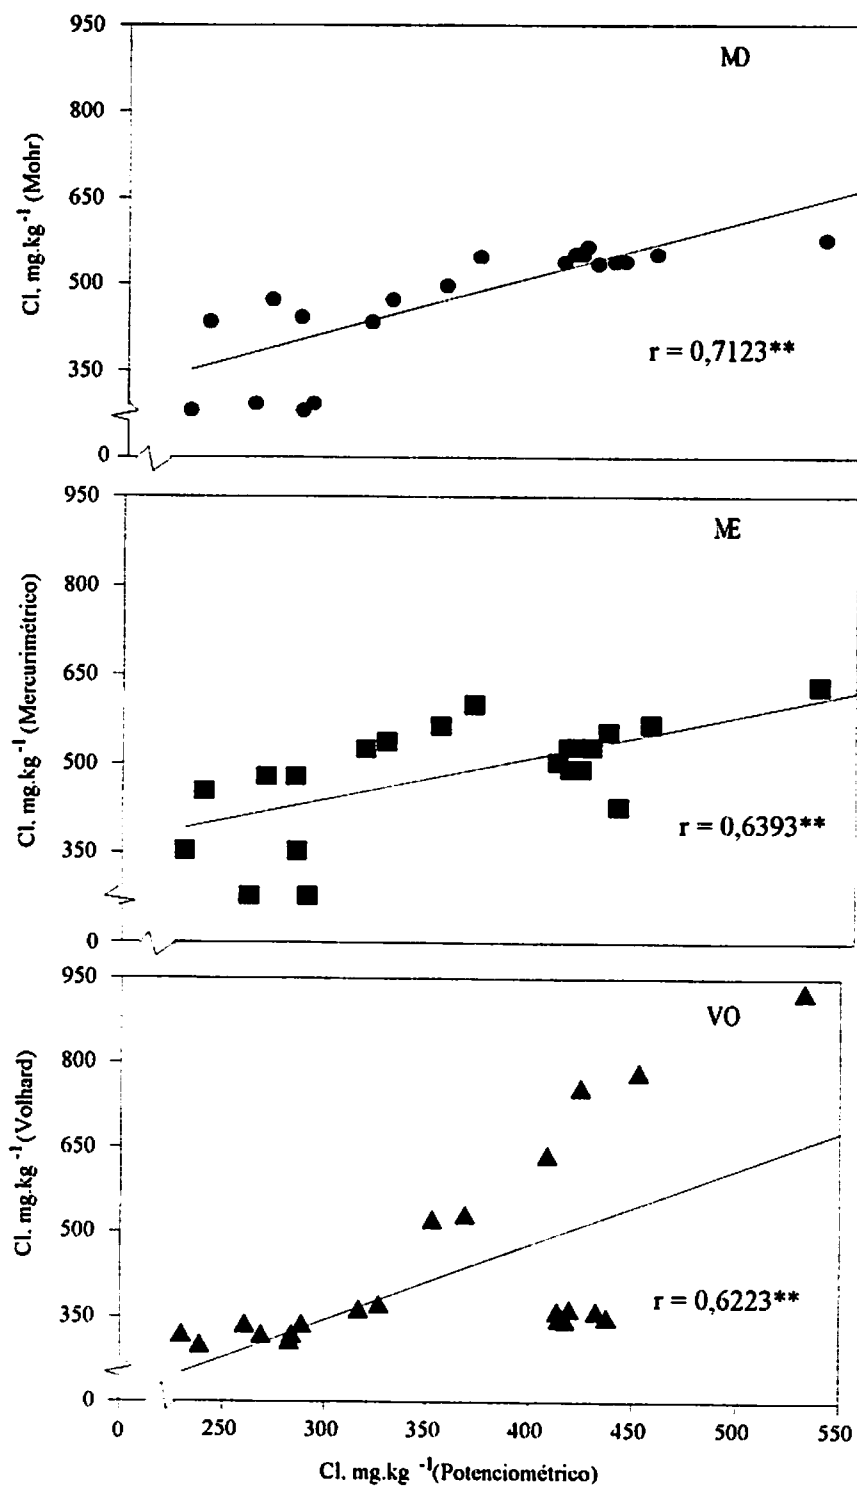 950
MO
800
650
500
350
0
Cl, mg.kg⁻¹ (Mohr)
r = 0,7123**
950
ME
800
650
500
350
0
Cl. mg.kg⁻¹ (Mercurimétrico)
r = 0,6393**
950
VO
800
650
500
350
0
Cl. mg.kg⁻¹ (Volhard)
r = 0,6223**
0 250 300 350 400 450 500 550
Cl. mg.kg⁻¹(Potenciométrico)